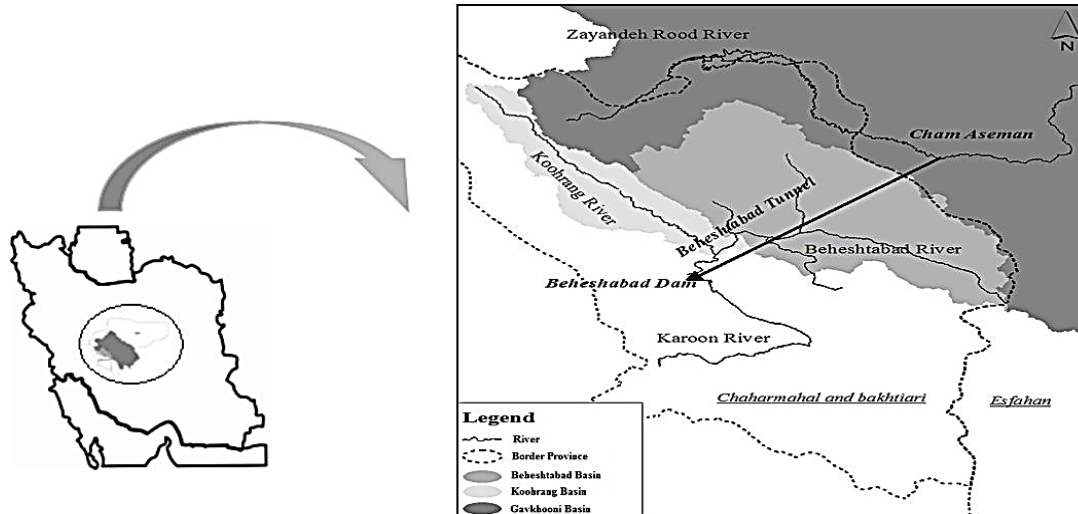 Zayandeh Rood River
N
Cham Aseman
Koohrang River
Beheshtabad Tunnel
Beheshtabad River
Beheshabad Dam
Karoon River
Chaharmahal and bakhtiari
Esfahan
Legend
River
Border Province
Beheshtabad Basin
Koohrang Basin
Gavkhooni Basin